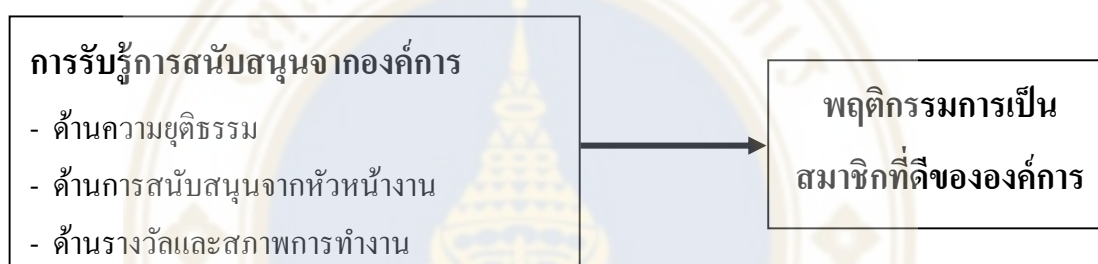 การรับรู้การสนับสนุนจากองค์การ
- ด้านความยุติธรรม
- ด้านการสนับสนุนจากหัวหน้างาน
- ด้านรางวัลและสภาพการทำงาน
พฤติกรรมการเป็น
สมาชิกที่ดีขององค์การ